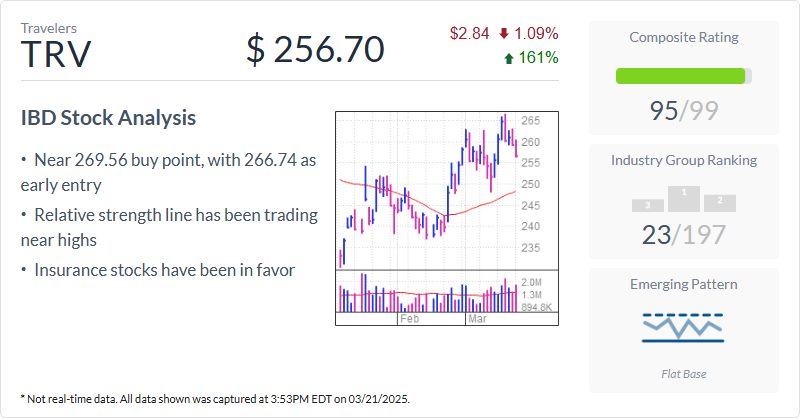 Travelers
TRV
$ 256.70
$2.84 1.09%
161%
IBD Stock Analysis
• Near 269.56 buy point, with 266.74 as
early entry
• Relative strength line has been trading
near highs
• Insurance stocks have been in favor
265
260
255
250
245
240
235
2.0M
1.3M
894.8K
Feb
Mar
Composite Rating
95/99
Industry Group Ranking
3
1
2
23/197
Emerging Pattern
Flat Base
* Not real-time data. All data shown was captured at 3:53PM EDT on 03/21/2025.